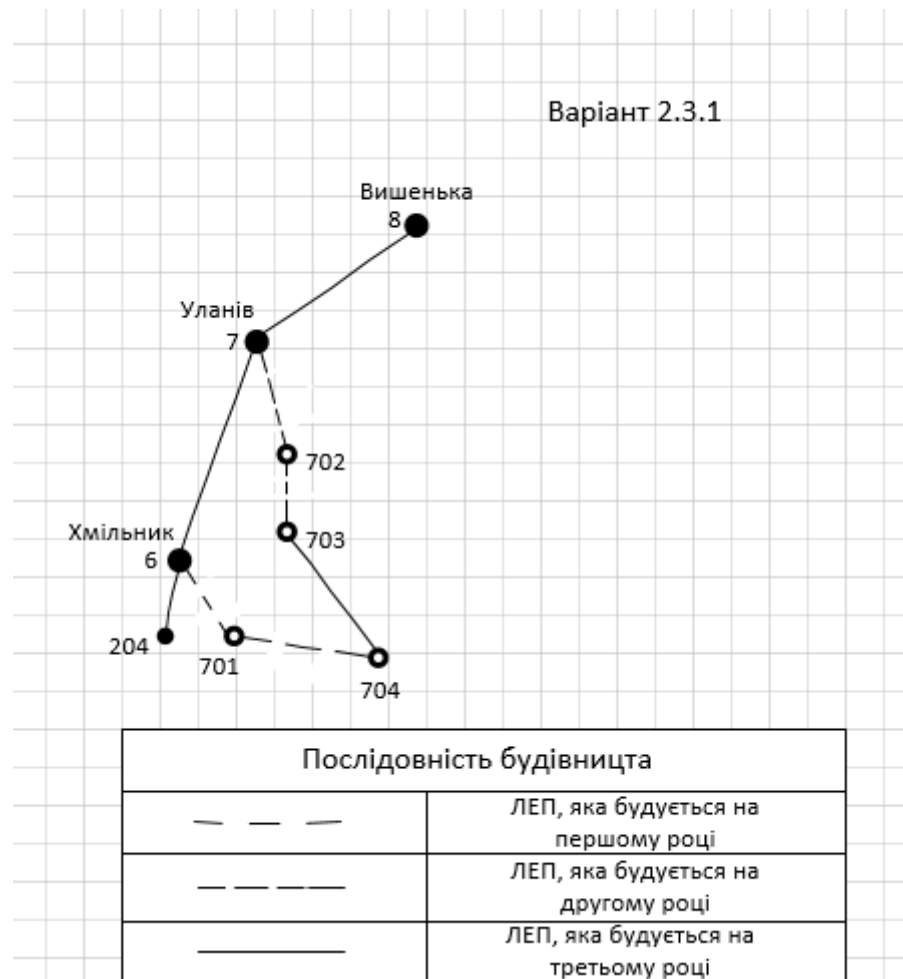 Варіант 2.3.1
Вишенька
8
Уланів
7
702
Хмільник
703
6
204
701
704
Послідовність будівницта
ЛЕП, яка будується на
першому році
ЛЕП, яка будується на
другому році
ЛЕП, яка будується на
третьому році